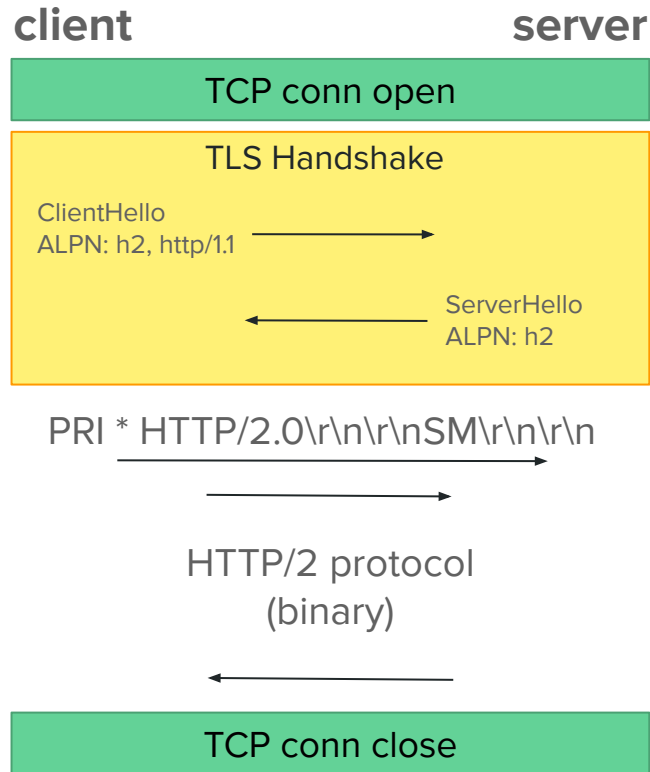 client server
TCP conn open
TLS Handshake
ClientHello
ALPN: h2, http/1.1
ServerHello
ALPN: h2
PRI * HTTP/2.0\r\n\r\nSM\r\n\r\n
HTTP/2 protocol
(binary)
TCP conn close